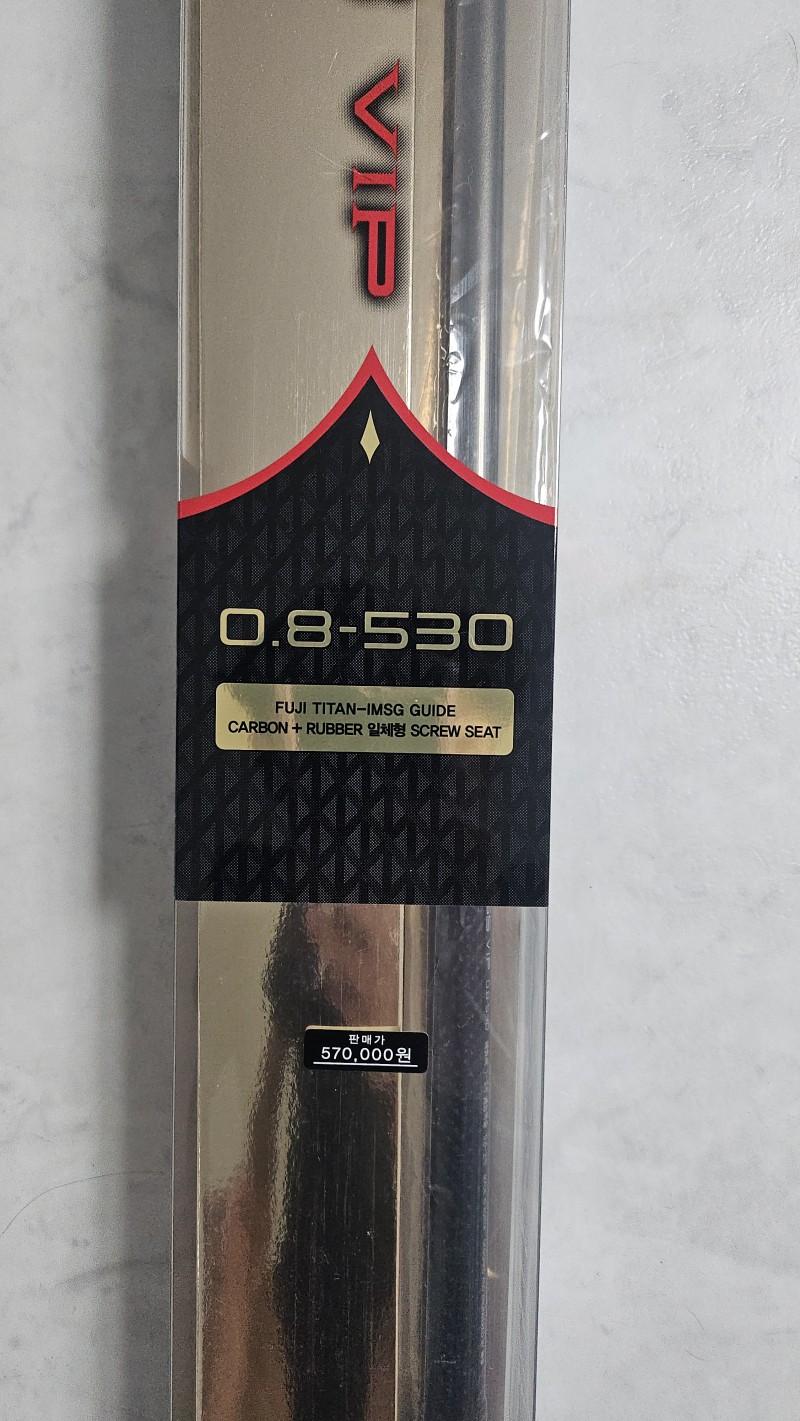 VIP
0.8-530
FUJI TITAN-IMSG GUIDE
CARBON + RUBBER 일체형 SCREW SEAT
판매가
570,000원